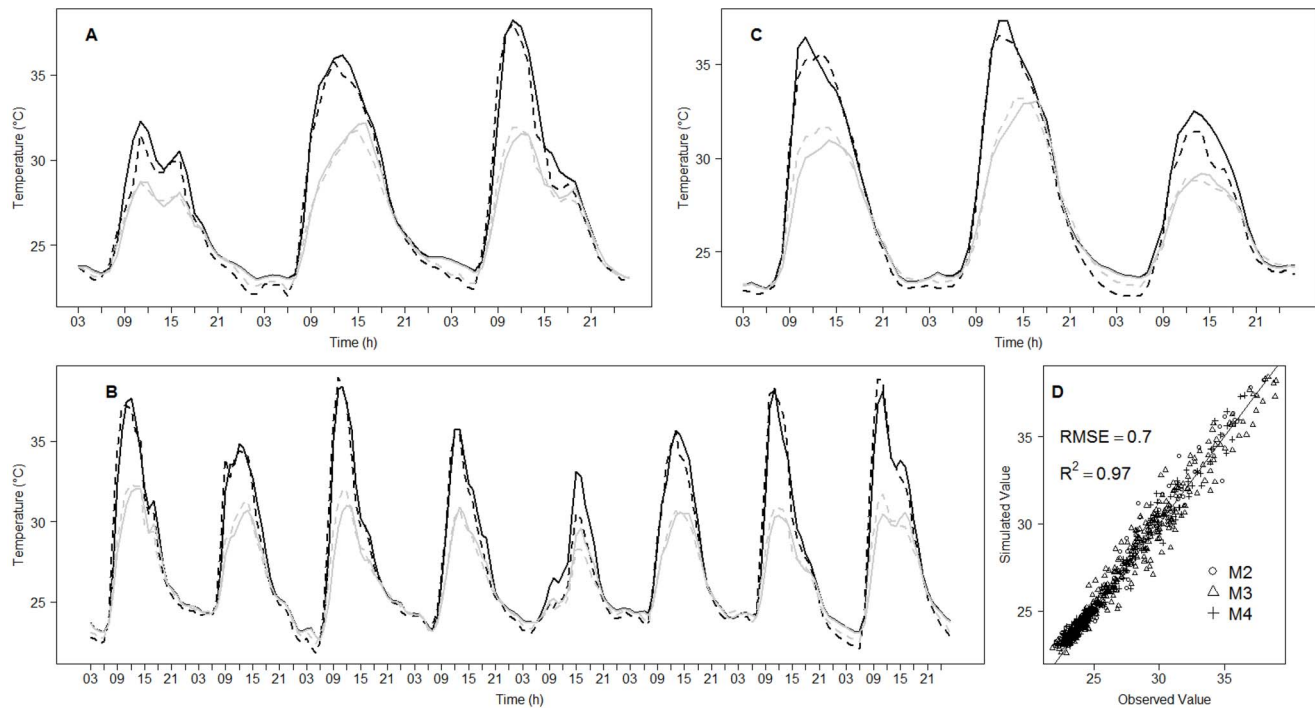 A
35
30
25
Temperature (°C)
03 09 15 21 03 09 15 21 03 09 15 21
Time (h)
C
35
30
25
Temperature (°C)
03 09 15 21 03 09 15 21 03 09 15 21
Time (h)
B
35
30
25
Temperature (°C)
03 09 15 21 03 09 15 21 03 09 15 21 03 09 15 21 03 09 15 21 03 09 15 21 03 09 15 21 03 09 15 21
Time (h)
D
RMSE = 0.7
R² = 0.97
M2
M3
M4
35
30
25
Simulated Value
25 30 35
Observed Value